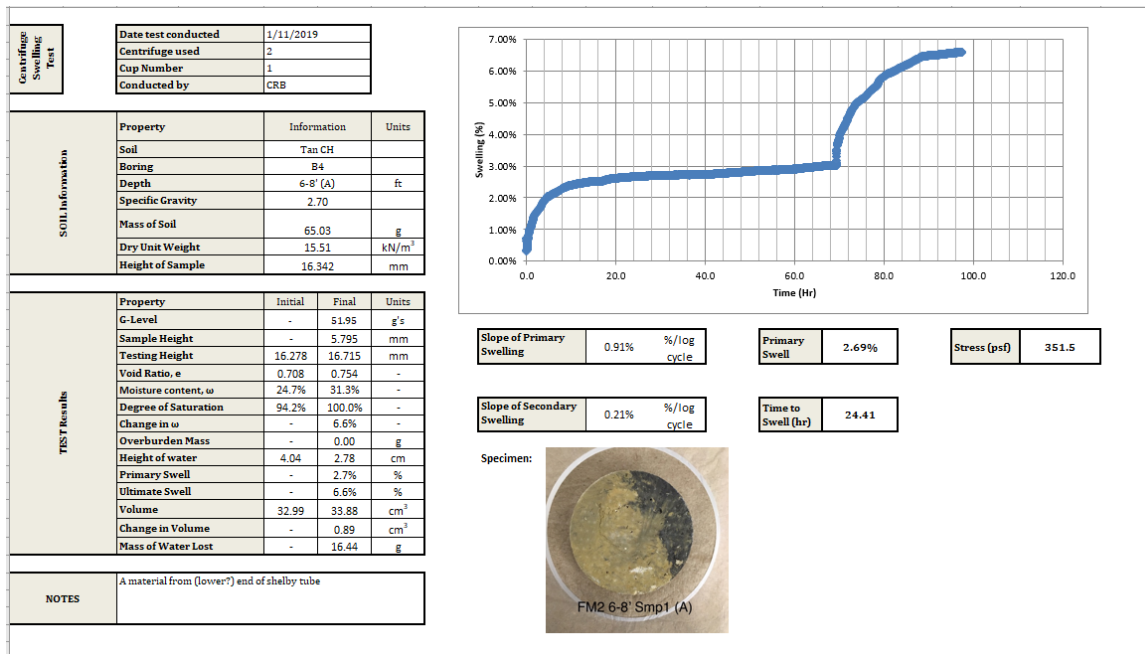 Centrifuge Swelling Test
Date test conducted 1/11/2019
Centrifuge used 2
Cup Number 1
Conducted by CRB
SOIL Information
Property Information Units
Soil Tan CH
Boring B4
Depth 6-8' (A) ft
Specific Gravity 2.70
Mass of Soil 65.03 g
Dry Unit Weight 15.51 kN/m³
Height of Sample 16.342 mm
TEST Results
Property Initial Final Units
G-Level - 51.95 g's
Sample Height - 5.795 mm
Testing Height 16.278 16.715 mm
Void Ratio, e 0.708 0.754 -
Moisture content, ω 24.7% 31.3% -
Degree of Saturation 94.2% 100.0% -
Change in ω - 6.6% -
Overburden Mass - 0.00 g
Height of water 4.04 2.78 cm
Primary Swell - 2.7% %
Ultimate Swell - 6.6% %
Volume 32.99 33.88 cm³
Change in Volume - 0.89 cm³
Mass of Water Lost - 16.44 g
NOTES
A material from (lower?) end of shelby tube
Swelling (%)
7.00%
6.00%
5.00%
4.00%
3.00%
2.00%
1.00%
0.00%
0.0 20.0 40.0 60.0 80.0 100.0 120.0
Time (Hr)
Slope of Primary Swelling 0.91% %/log cycle
Primary Swell 2.69%
Stress (psf) 351.5
Slope of Secondary Swelling 0.21% %/log cycle
Time to Swell (hr) 24.41
Specimen:
FM2 6-8' Smp1 (A)